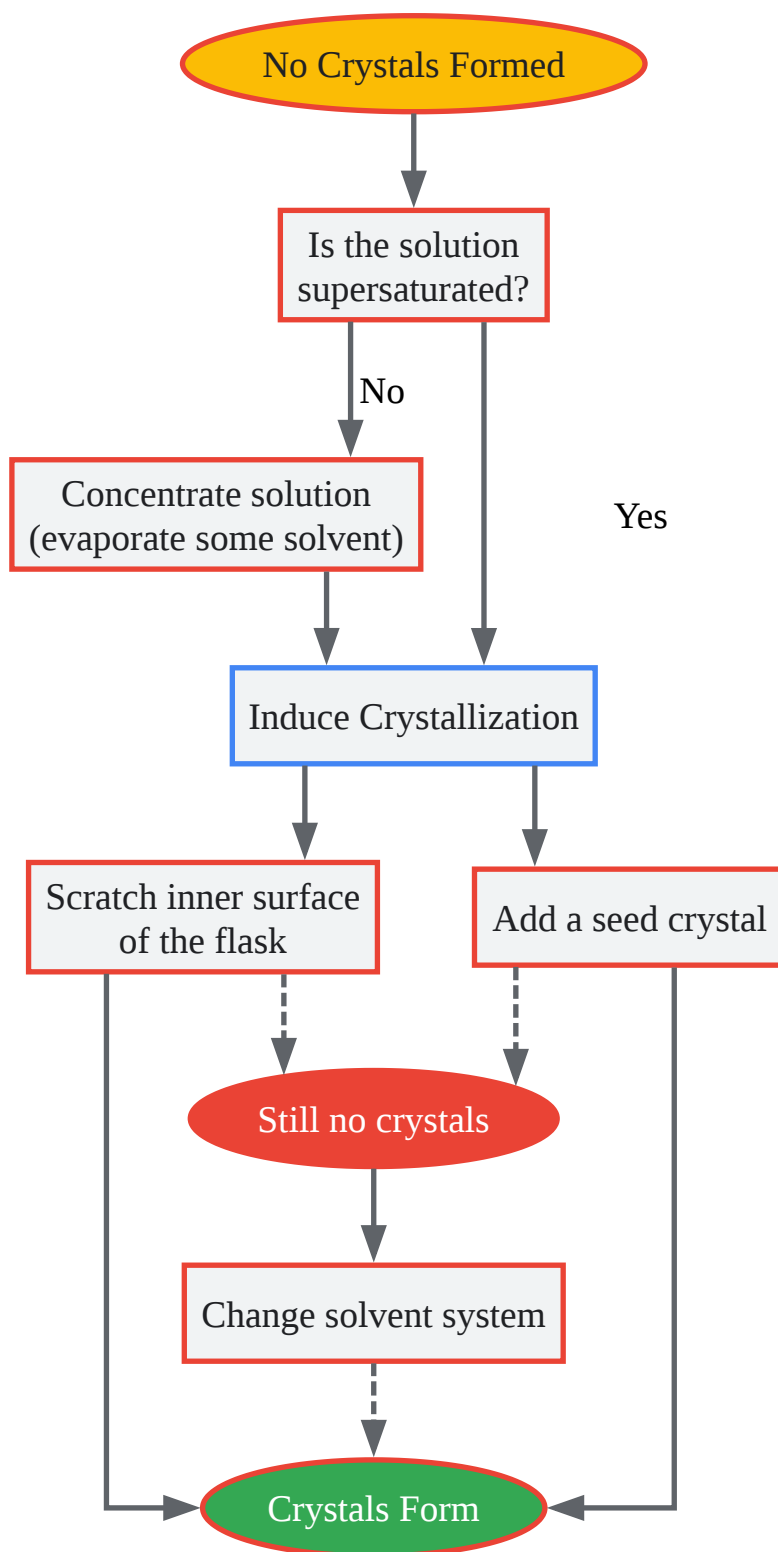 No Crystals Formed
Is the solution
supersaturated?
No
Concentrate solution
(evaporate some solvent)
Yes
Induce Crystallization
Scratch inner surface
of the flask
Add a seed crystal
Still no crystals
Change solvent system
Crystals Form